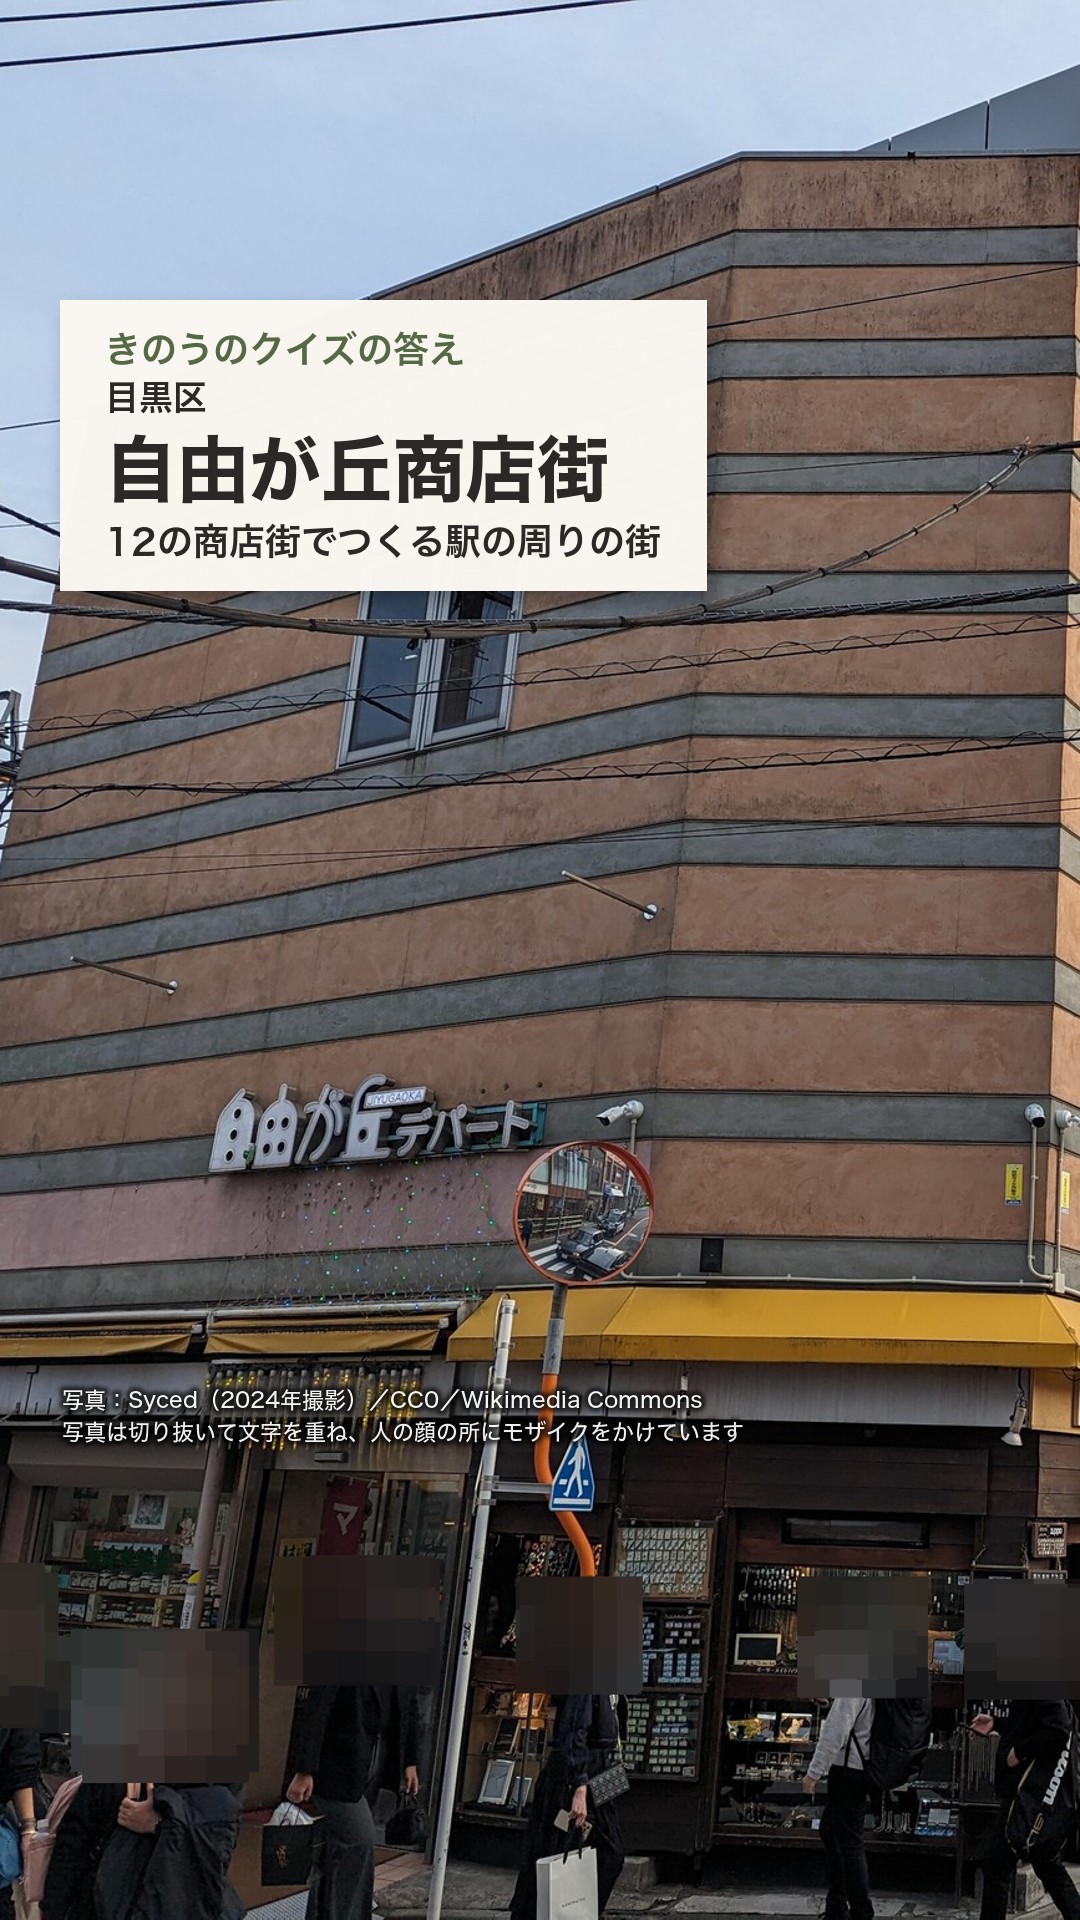 きのうのクイズの答え
目黒区
自由が丘商店街
12の商店街でつくる駅の周りの街
自由が丘デパート
JIYUGAOKA
写真：Syced（2024年撮影）／CC0／Wikimedia Commons
写真は切り抜いて文字を重ね、人の顔の所にモザイクをかけています
マ
zippo
Wilson